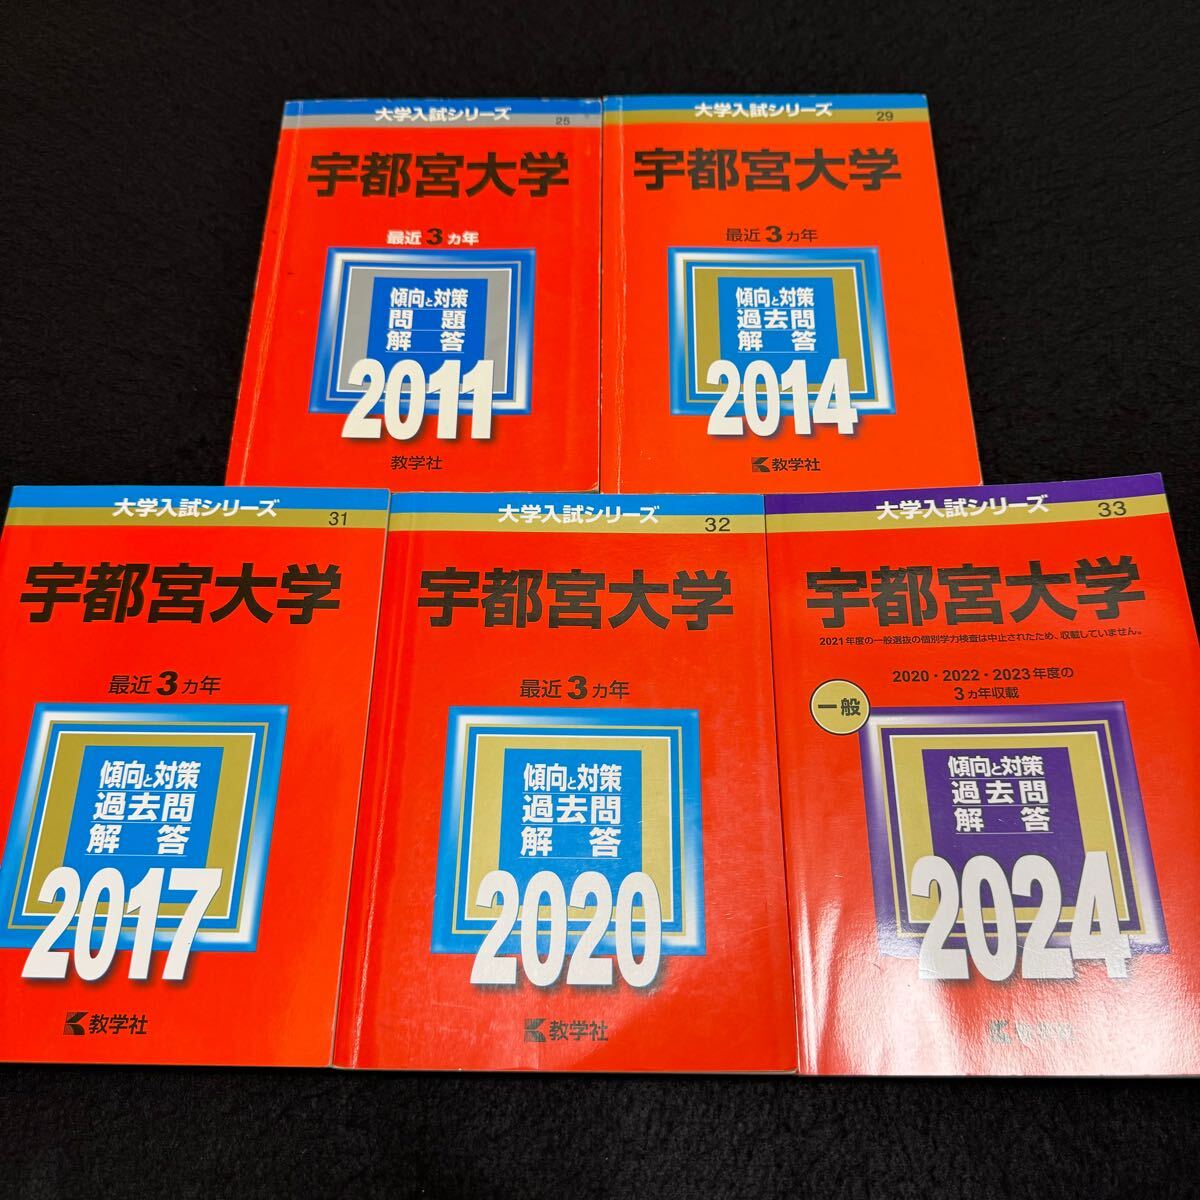 大学入試シリーズ
25
宇都宮大学
最近3ヵ年
傾向と対策
問題
解答
2011
教学社
大学入試シリーズ
29
宇都宮大学
最近3ヵ年
傾向と対策
過去問
解答
2014
教学社
大学入試シリーズ
31
宇都宮大学
最近3ヵ年
傾向と対策
過去問
解答
2017
教学社
大学入試シリーズ
32
宇都宮大学
最近3ヵ年
傾向と対策
過去問
解答
2020
教学社
大学入試シリーズ
33
宇都宮大学
2021年度の一般選抜の個別学力検査は中止されたため、収載していません。
2020・2022・2023年度の
3ヵ年収載
一般
傾向と対策
過去問
解答
2024
教学社